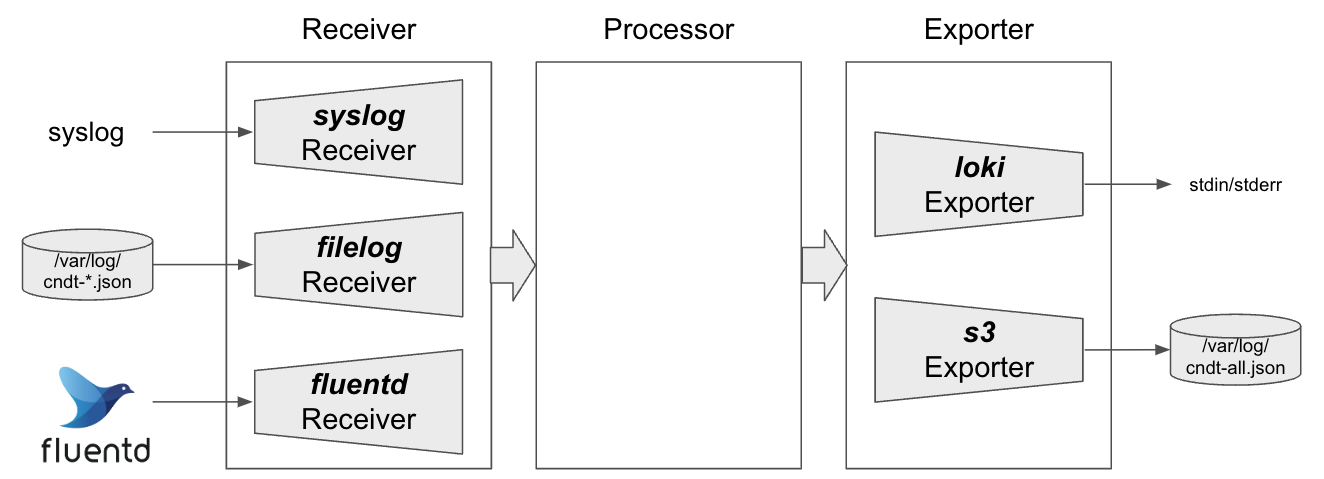 Receiver
Processor
Exporter
syslog
syslog
Receiver
/var/log/
cndt-*.json
filelog
Receiver
fluentd
fluentd
Receiver
loki
Exporter
stdin/stderr
s3
Exporter
/var/log/
cndt-all.json